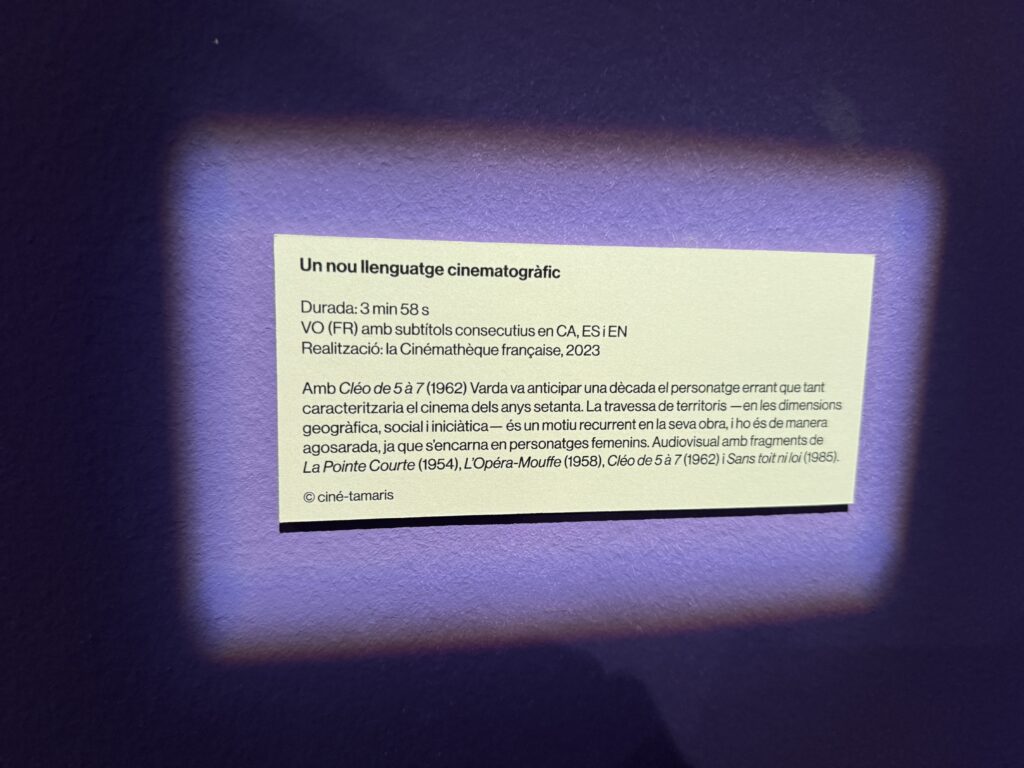 Un nou llenguatge cinematogràfic
Durada: 3 min 58 s
VO (FR) amb subtítols consecutius en CA, ES i EN
Realització: la Cinémathèque française, 2023
Amb Cléo de 5 à 7 (1962) Varda va anticipar una dècada el personatge errant que tant
caracteritzaria el cinema dels anys setanta. La travessa de territoris —en les dimensions
geogràfica, social i iniciàtica— és un motiu recurrent en la seva obra, i ho és de manera
agosarada, ja que s'encarna en personatges femenins. Audiovisual amb fragments de
La Pointe Courte (1954), L'Opéra-Mouffe (1958), Cléo de 5 à 7 (1962) i Sans toit ni loi (1985).
© ciné-tamaris